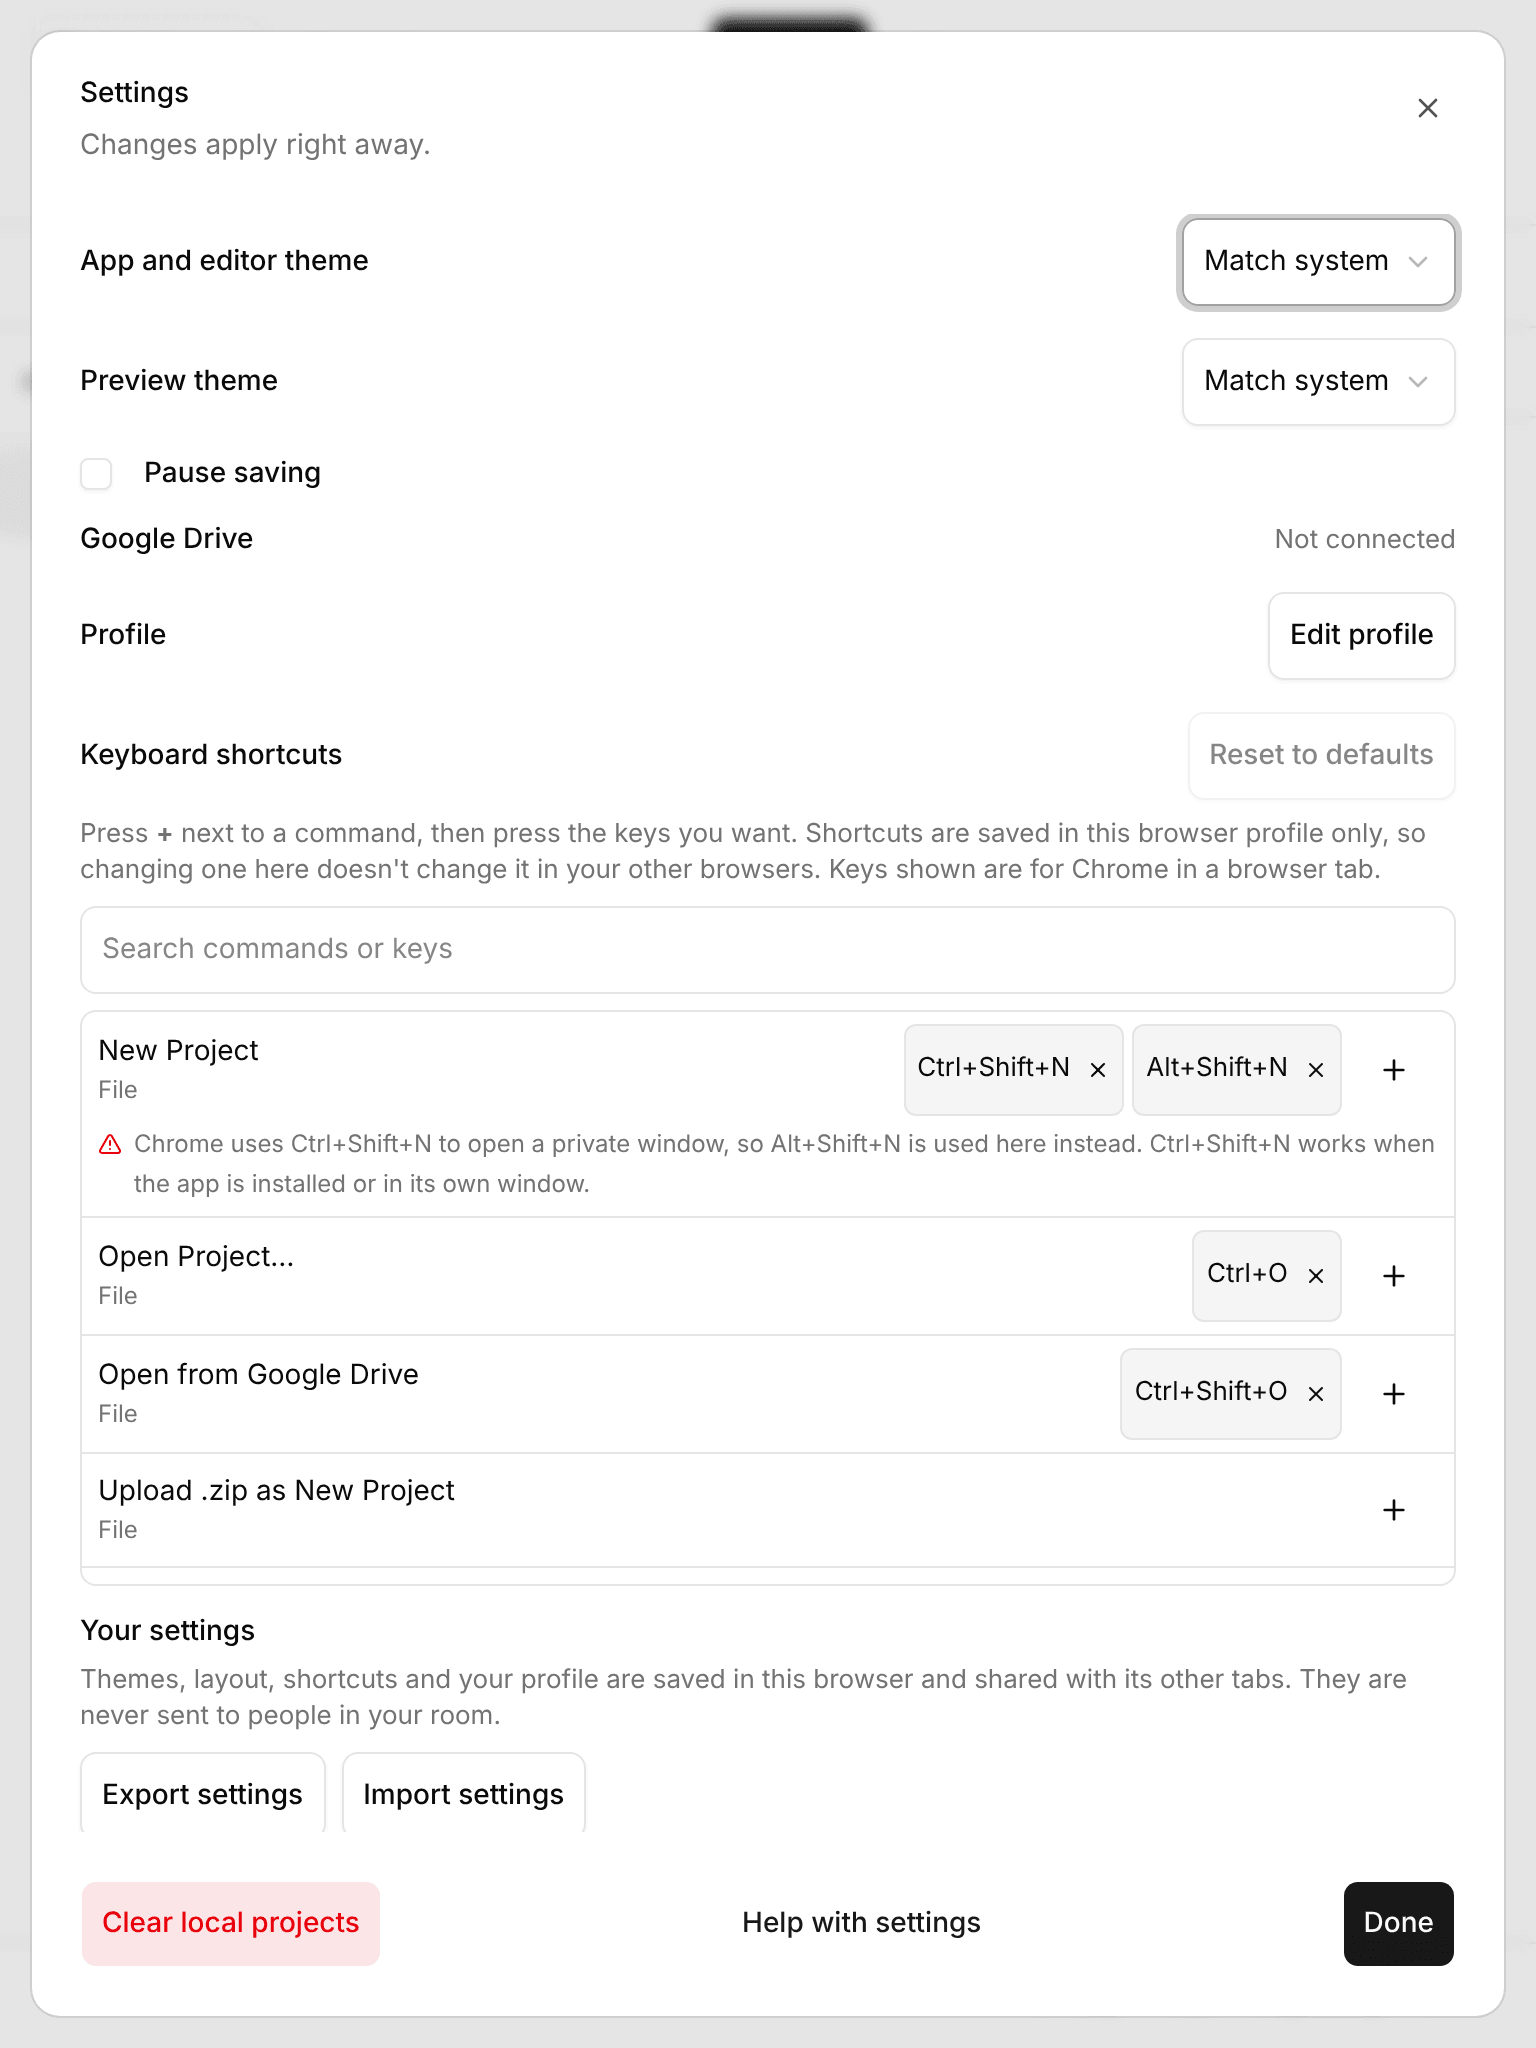 Settings
Changes apply right away.
App and editor theme
Match system
Preview theme
Match system
Pause saving
Google Drive
Not connected
Profile
Edit profile
Keyboard shortcuts
Reset to defaults
Press + next to a command, then press the keys you want. Shortcuts are saved in this browser profile only, so
changing one here doesn't change it in your other browsers. Keys shown are for Chrome in a browser tab.
Search commands or keys
New Project
File
Ctrl+Shift+N ×
Alt+Shift+N ×
+
Chrome uses Ctrl+Shift+N to open a private window, so Alt+Shift+N is used here instead. Ctrl+Shift+N works when
the app is installed or in its own window.
Open Project...
File
Ctrl+O ×
+
Open from Google Drive
File
Ctrl+Shift+O ×
+
Upload .zip as New Project
File
+
Your settings
Themes, layout, shortcuts and your profile are saved in this browser and shared with its other tabs. They are
never sent to people in your room.
Export settings
Import settings
Clear local projects
Help with settings
Done